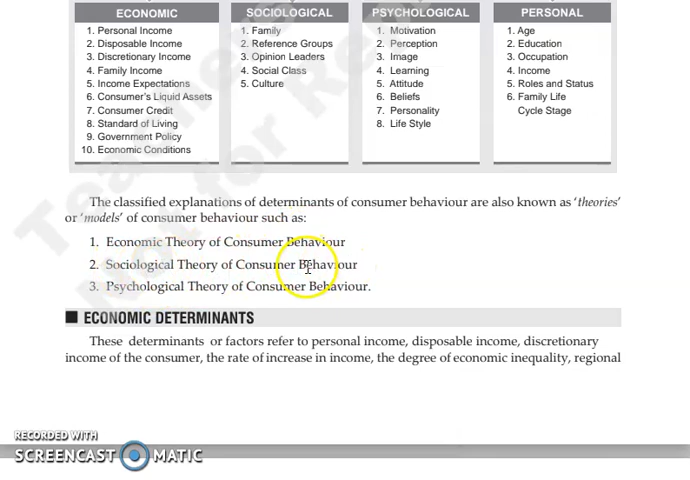 ECONOMIC
1. Personal Income
2. Disposable Income
3. Discretionary Income
4. Family Income
5. Income Expectations
6. Consumer's Liquid Assets
7. Consumer Credit
8. Standard of Living
9. Government Policy
10. Economic Conditions
SOCIOLOGICAL
1. Family
2. Reference Groups
3. Opinion Leaders
4. Social Class
5. Culture
PSYCHOLOGICAL
1. Motivation
2. Perception
3. Image
4. Learning
5. Attitude
6. Beliefs
7. Personality
8. Life Style
PERSONAL
1. Age
2. Education
3. Occupation
4. Income
5. Roles and Status
6. Family Life
Cycle Stage
The classified explanations of determinants of consumer behaviour are also known as 'theories'
or 'models' of consumer behaviour such as:
1. Economic Theory of Consumer Behaviour
2. Sociological Theory of Consumer Behaviour
3. Psychological Theory of Consumer Behaviour.
ECONOMIC DETERMINANTS
These determinants or factors refer to personal income, disposable income, discretionary
income of the consumer, the rate of increase in income, the degree of economic inequality, regional
RECORDED WITH
SCREENCAST MATIC